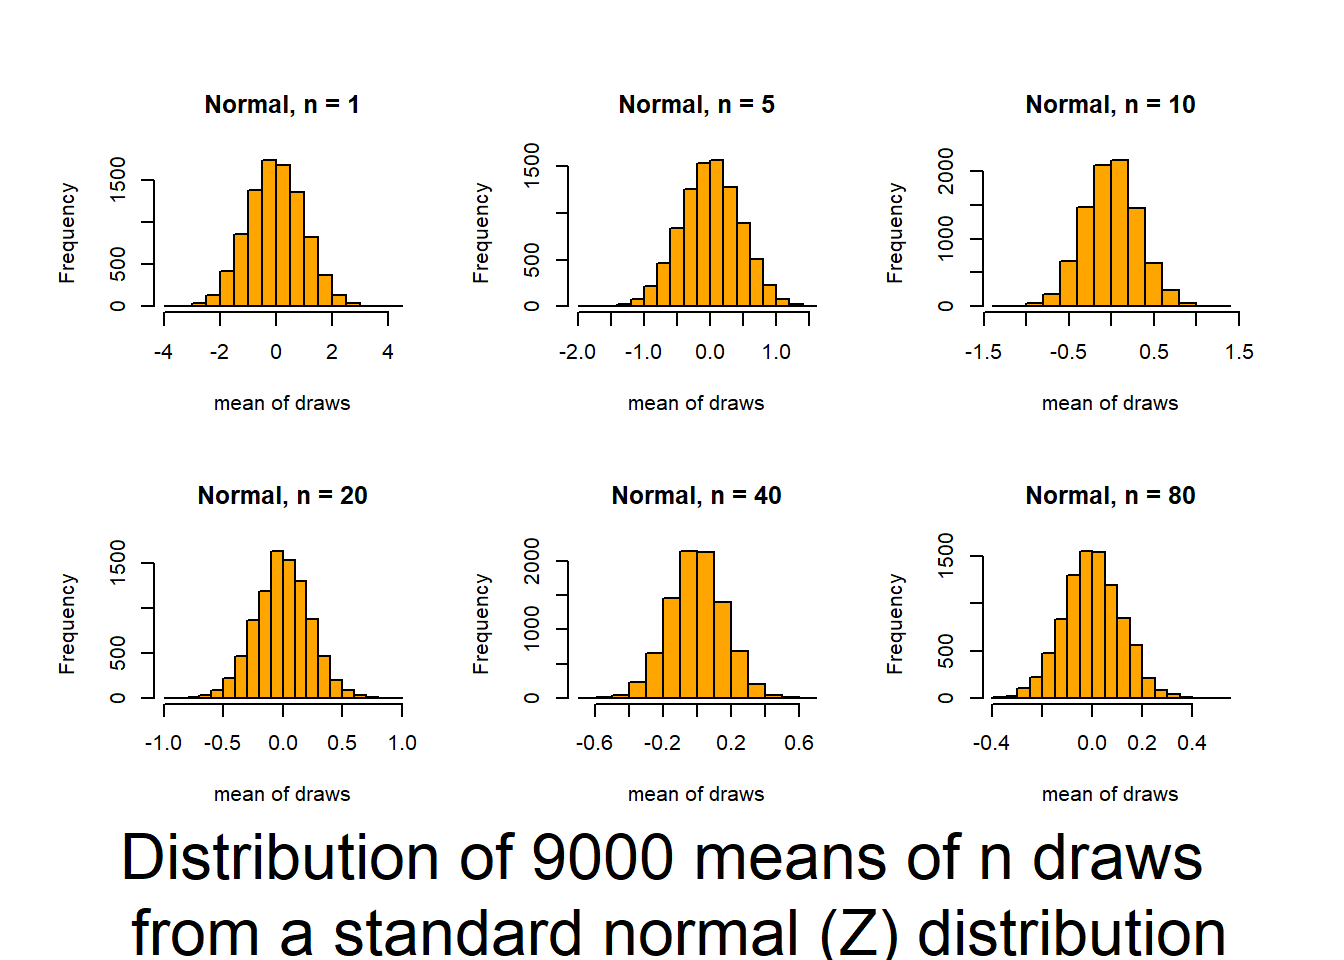 Normal, n = 1
Frequency
0 500 1500
-4 -2 0 2 4
mean of draws
Normal, n = 5
Frequency
0 500 1500
-2.0 -1.0 0.0 1.0
mean of draws
Normal, n = 10
Frequency
0 1000 2000
-1.5 -0.5 0.5 1.5
mean of draws
Normal, n = 20
Frequency
0 500 1500
-1.0 -0.5 0.0 0.5 1.0
mean of draws
Normal, n = 40
Frequency
0 1000 2000
-0.6 -0.2 0.2 0.6
mean of draws
Normal, n = 80
Frequency
0 500 1500
-0.4 0.0 0.2 0.4
mean of draws
Distribution of 9000 means of n draws
from a standard normal (Z) distribution